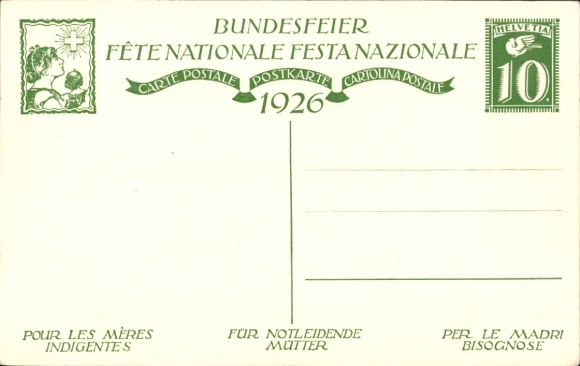 BUNDESFEIER
FÊTE NATIONALE FESTA NAZIONALE
CARTE POSTALE POSTKARTE CARTOLINA POSTALE
1926
HELVETIA
10
POUR LES MÈRES
INDIGENTES
FÜR NOTLEIDENDE
MÜTTER
PER LE MADRI
BISOGNOSE